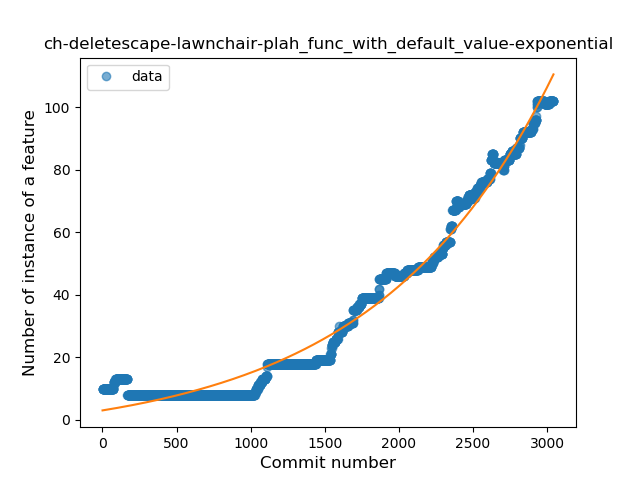 ch-deletescape-lawnchair-plah_func_with_default_value-exponential
data
Number of instance of a feature
100
80
60
40
20
0
0 500 1000 1500 2000 2500 3000
Commit number